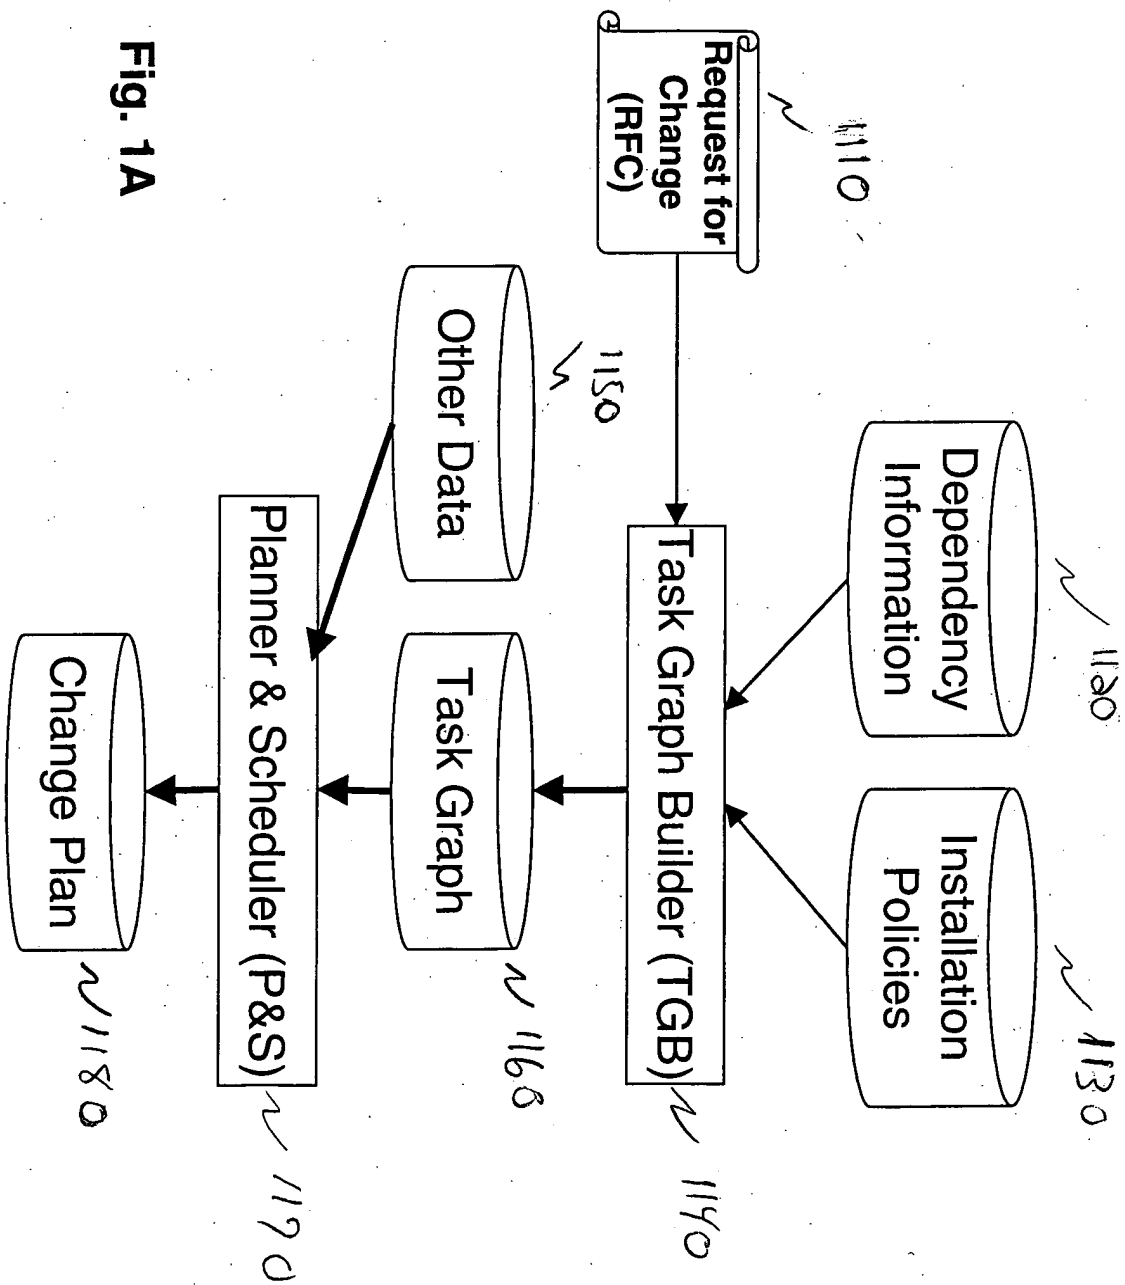 1120
1130
Dependency
Information
Installation
Policies
1110
Request for
Change
(RFC)
Task Graph Builder (TGB)
1140
1150
Other Data
Task Graph
1160
Planner & Scheduler (P&S)
1170
Change Plan
1180
Fig. 1A